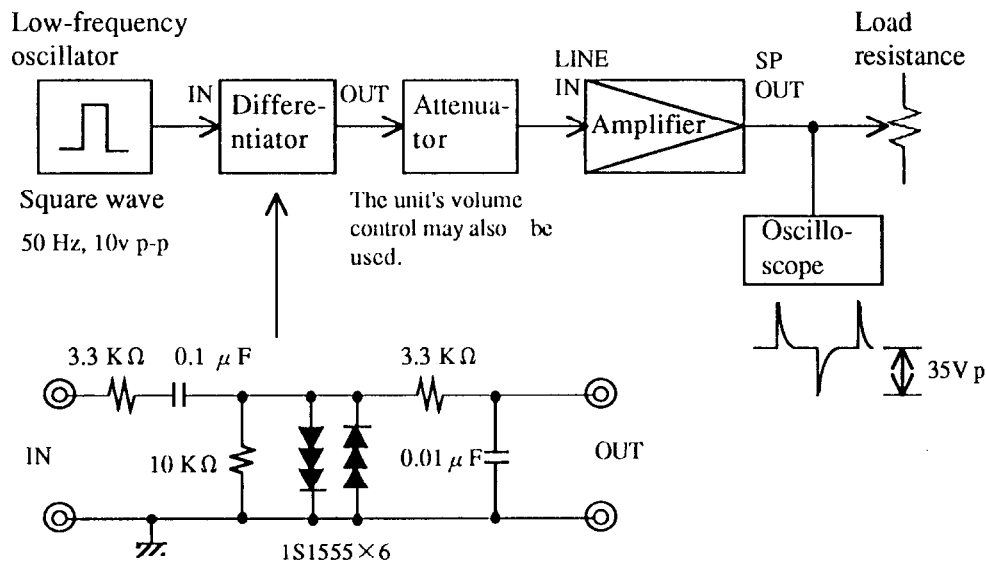 Low-frequency
oscillator
Load
resistance
LINE
IN
SP
OUT
IN
Differe-
ntiator
OUT
Attenua-
tor
Amplifier
Square wave
50 Hz, 10v p-p
The unit's volume
control may also be
used.
Oscillo-
scope
3.3 KΩ
0.1 μF
3.3 KΩ
35V p
IN
10 KΩ
0.01 μF
OUT
1S1555×6